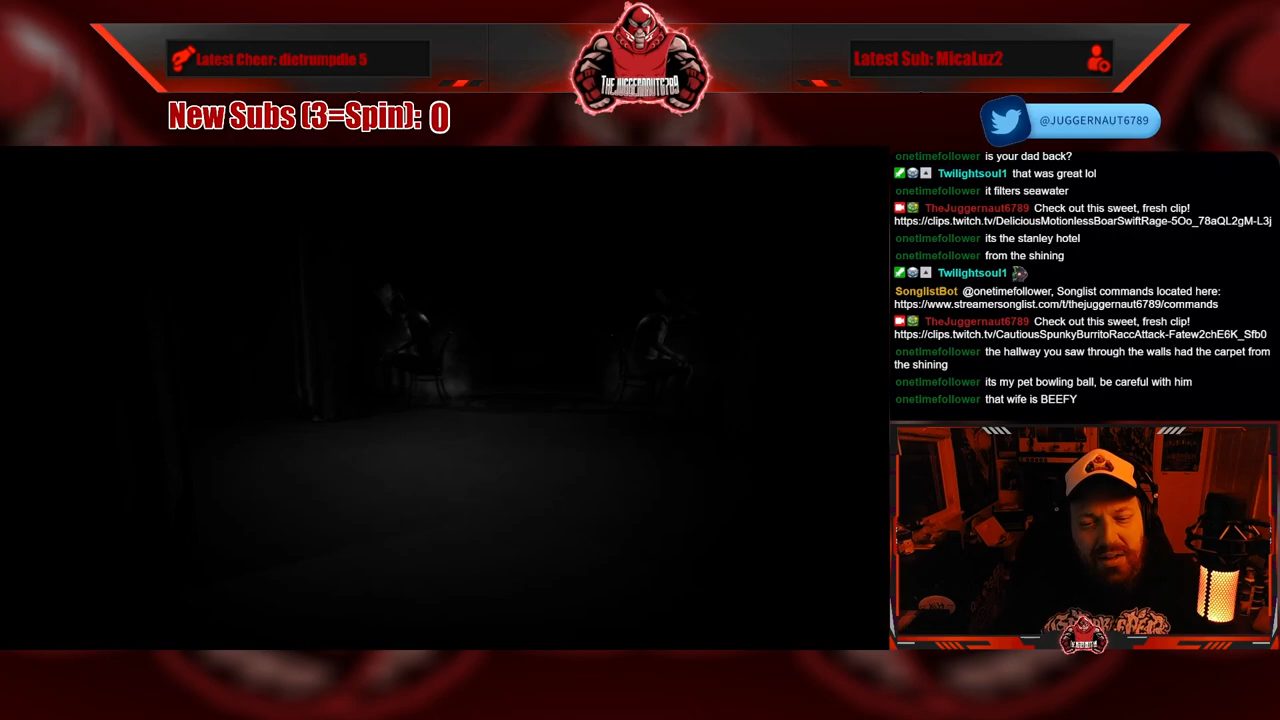 Latest Cheer: dietrumpdie 5
THEJUGGERNAUT6789
Latest Sub: MicaLuz2
New Subs (3=Spin): 0
@JUGGERNAUT6789
onetimefollower is your dad back?
Twilightsoul1 that was great lol
onetimefollower it filters seawater
TheJuggernaut6789 Check out this sweet, fresh clip!
https://clips.twitch.tv/DeliciousMotionlessBoarSwiftRage-5Oo_78aQL2gM-L3j
onetimefollower its the stanley hotel
onetimefollower from the shining
Twilightsoul1
SonglistBot @onetimefollower, Songlist commands located here:
https://www.streamersonglist.com/t/thejuggernaut6789/commands
TheJuggernaut6789 Check out this sweet, fresh clip!
https://clips.twitch.tv/CautiousSpunkyBurritoRaccAttack-Fatew2chE6K_Sfb0
onetimefollower the hallway you saw through the walls had the carpet from
the shining
onetimefollower its my pet bowling ball, be careful with him
onetimefollower that wife is BEEFY